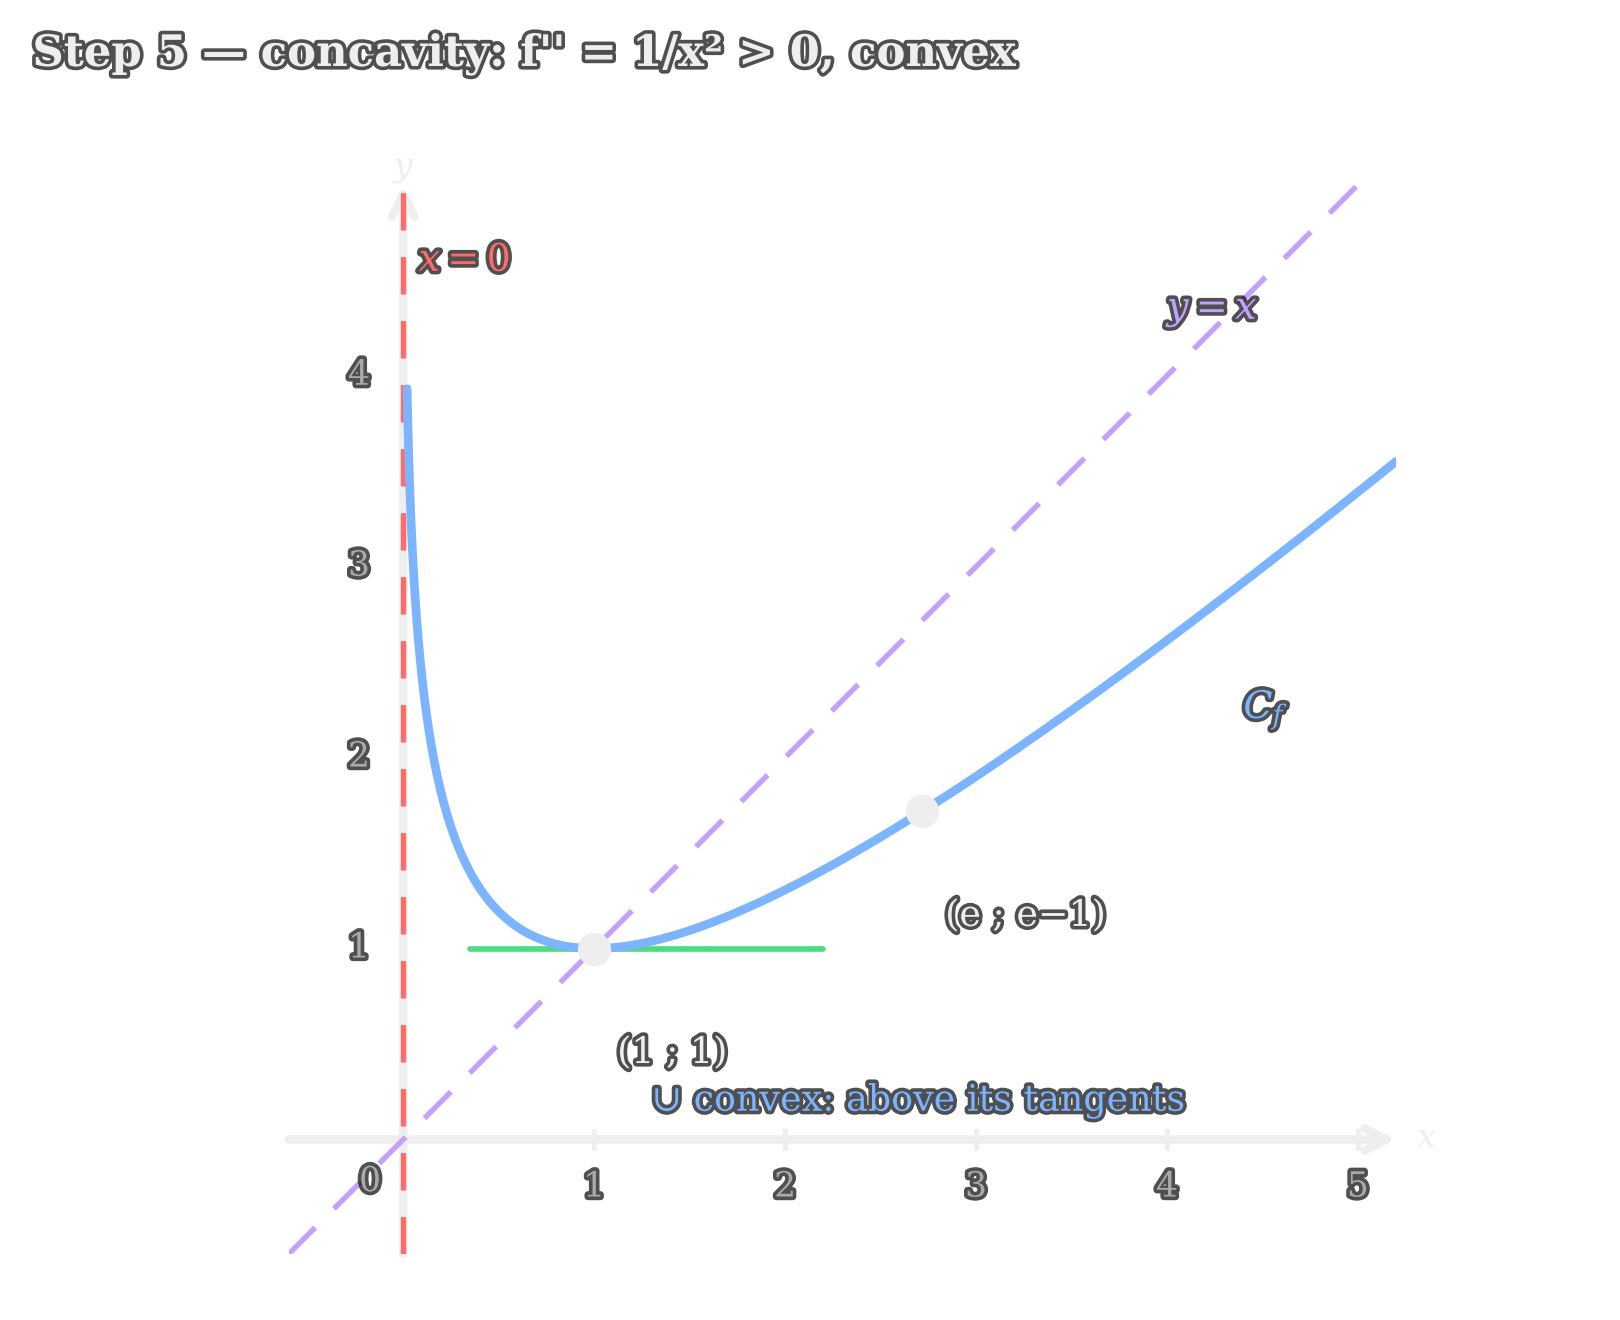 Step 5 — concavity: f'' = 1/x² > 0, convex
y
x = 0
y = x
4
3
C_f
2
(e ; e−1)
1
(1 ; 1)
∪ convex: above its tangents
x
0 1 2 3 4 5